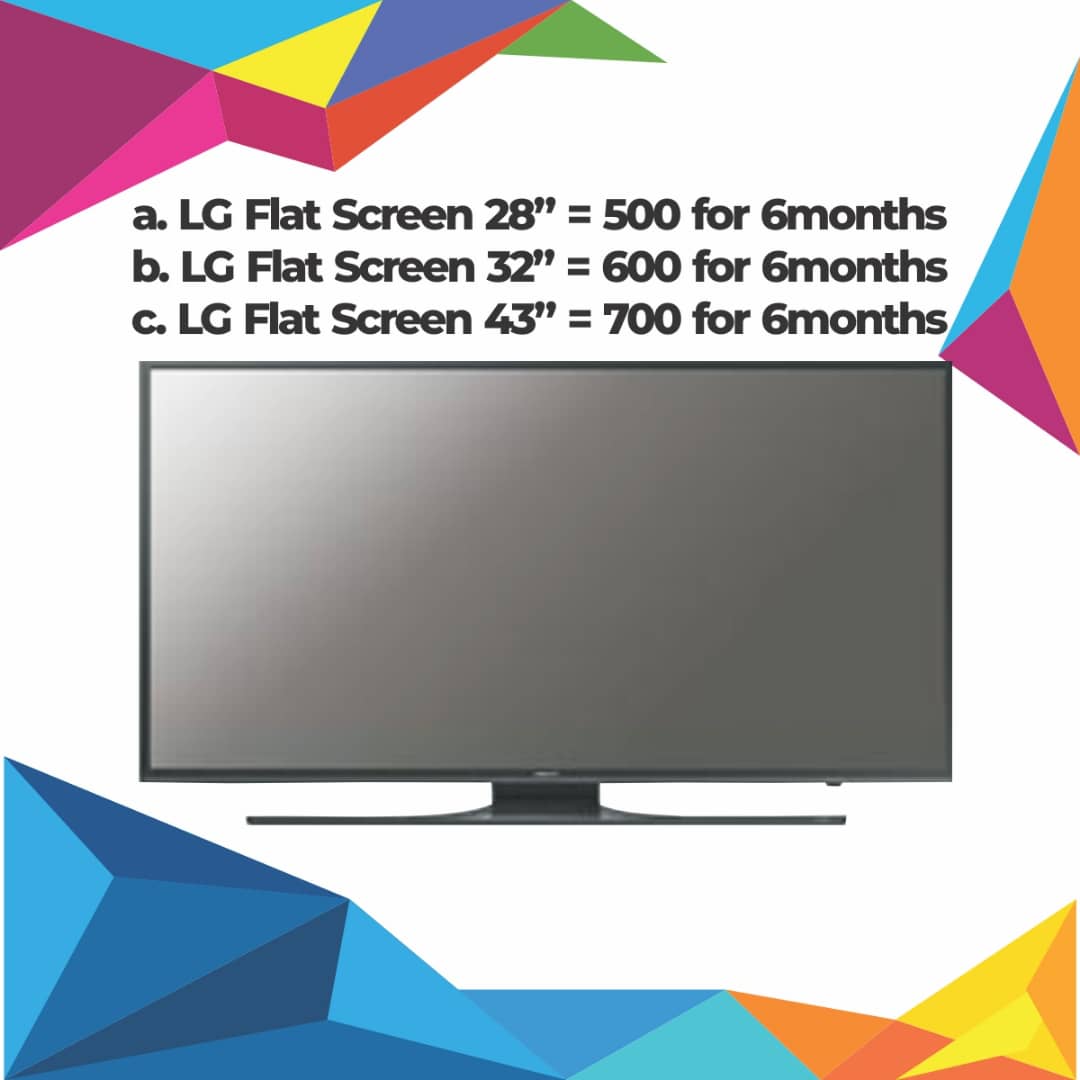 a. LG Flat Screen 28” = 500 for 6months
b. LG Flat Screen 32” = 600 for 6months
c. LG Flat Screen 43” = 700 for 6months